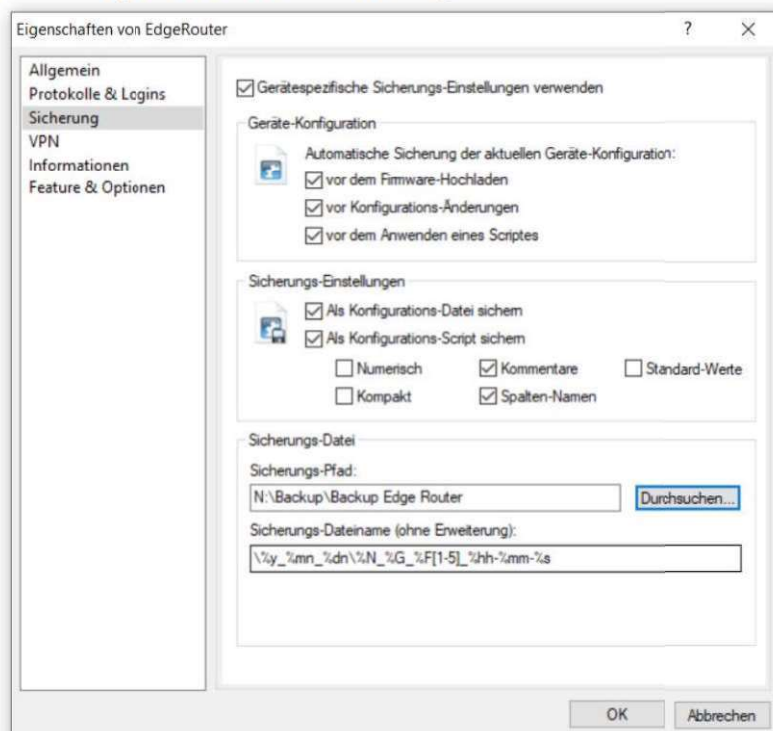 Eigenschaften von EdgeRouter
Allgemein
Protokolle & Logins
Sicherung
VPN
Informationen
Feature & Optionen
Gerätespezifische Sicherungs-Einstellungen verwenden
Geräte-Konfiguration
Automatische Sicherung der aktuellen Geräte-Konfiguration:
vor dem Firmware-Hochladen
vor Konfigurations-Änderungen
vor dem Anwenden eines Scriptes
Sicherungs-Einstellungen
Als Konfigurations-Datei sichern
Als Konfigurations-Script sichern
Numerisch Kommentare Standard-Werte
Kompakt Spalten-Namen
Sicherungs-Datei
Sicherungs-Pfad:
N:\Backup\Backup Edge Router Durchsuchen...
Sicherungs-Dateiname (ohne Erweiterung):
\%y_%mn_%dn\%N_%G_%F[1-5]_%hh-%mm-%s
OK Abbrechen